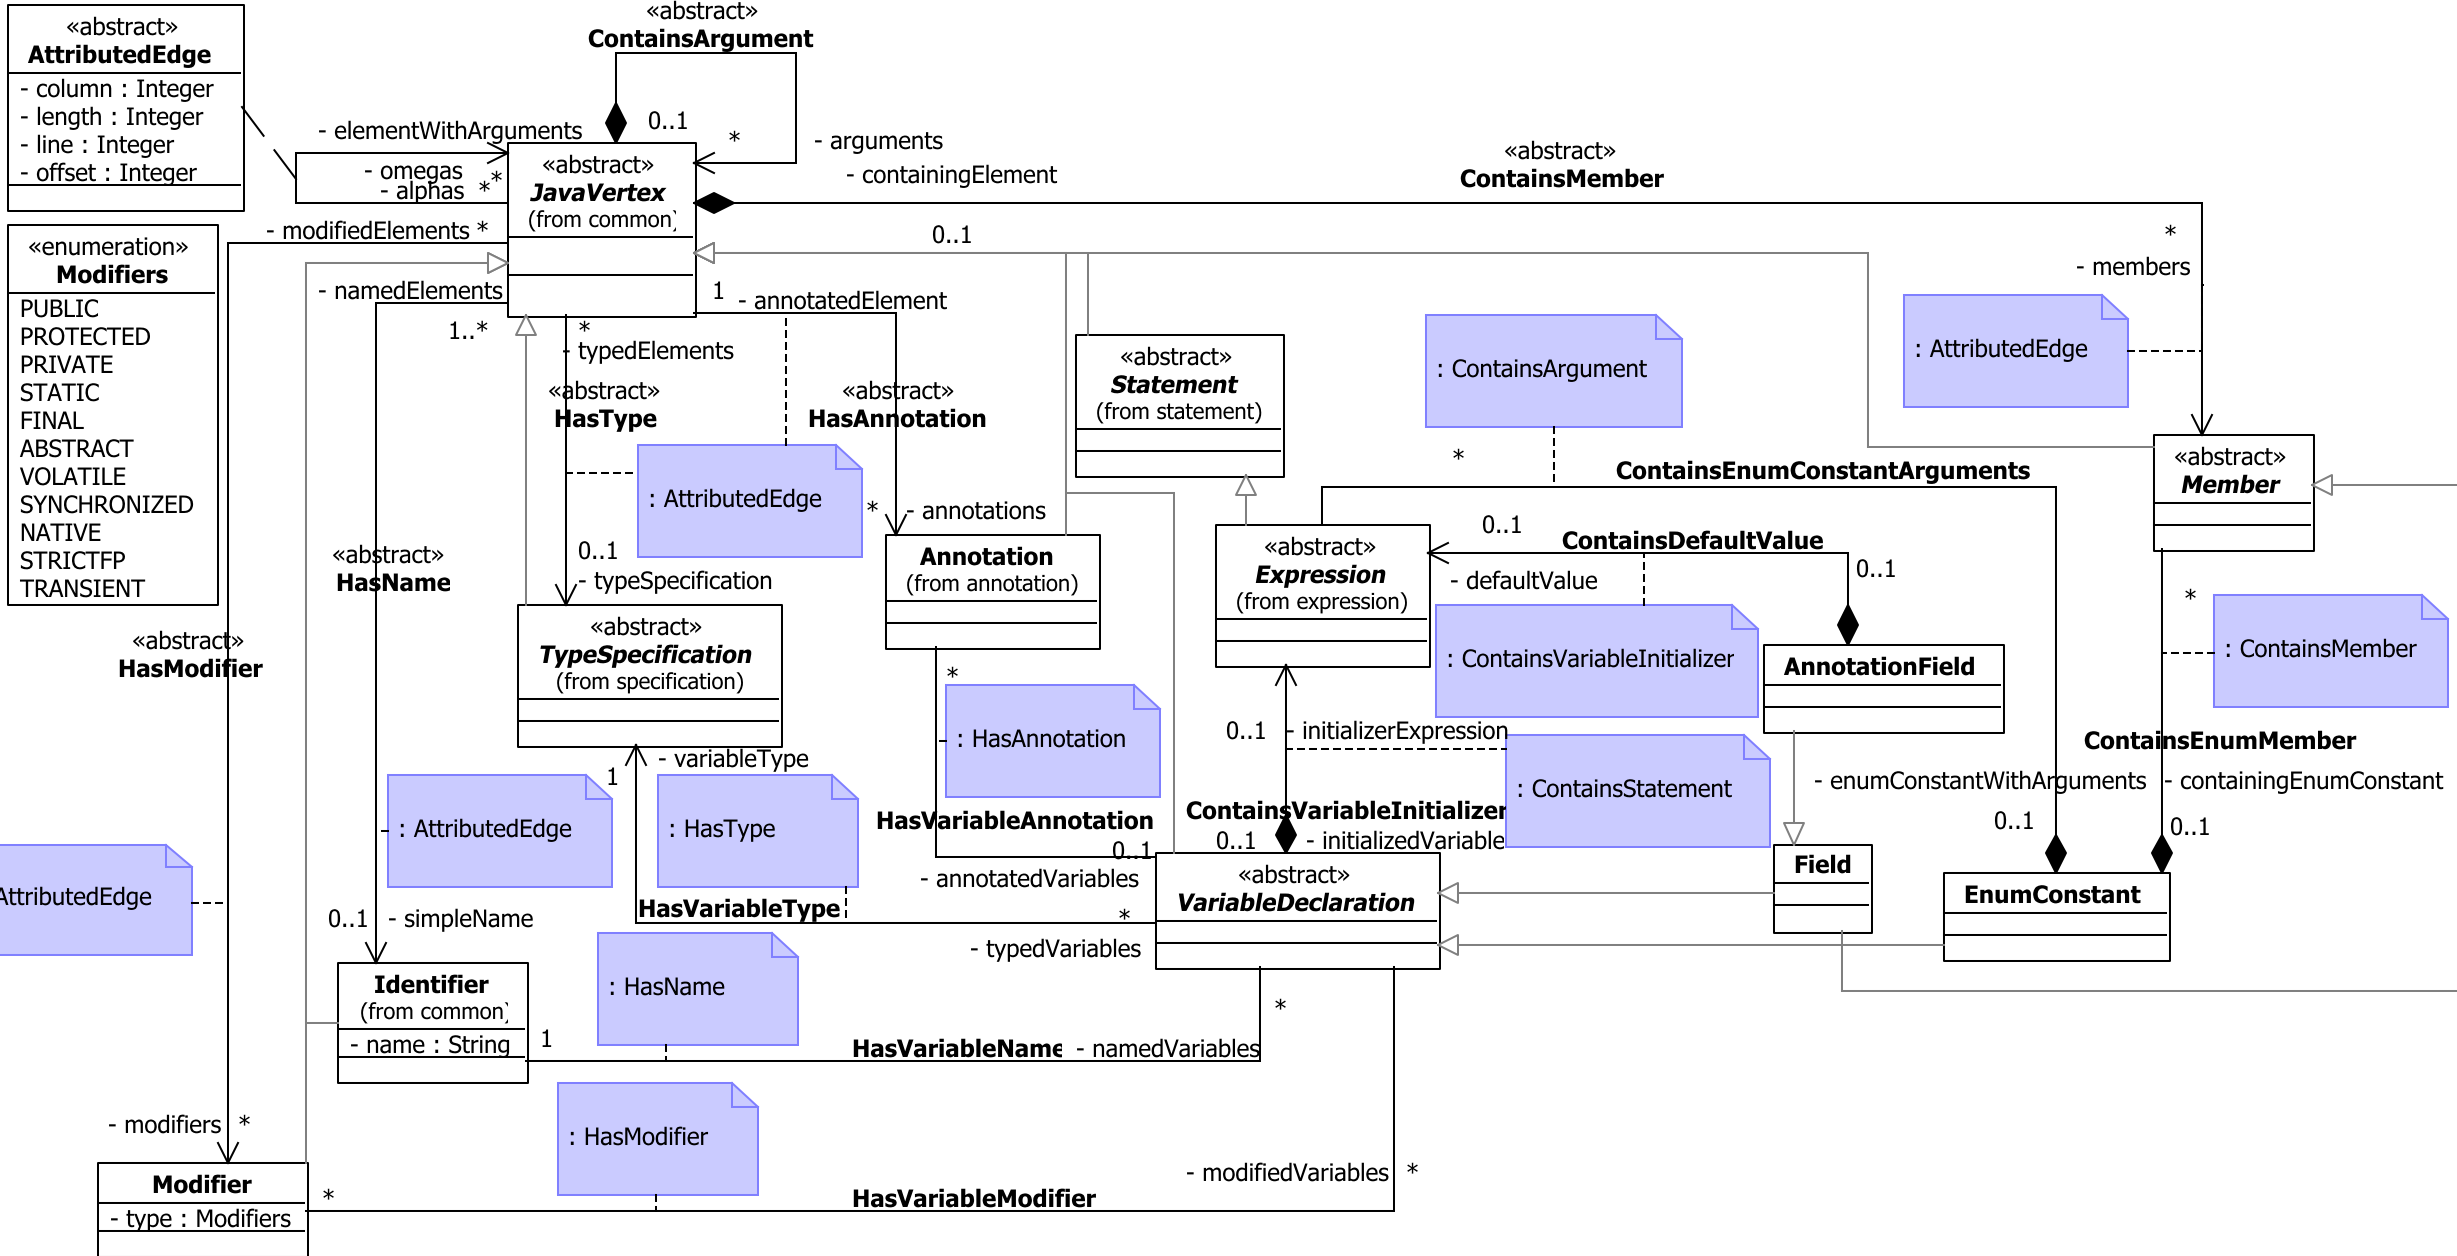 «abstract»
AttributedEdge
- column : Integer
- length : Integer
- line : Integer
- offset : Integer
«abstract»
ContainsArgument
0..1
*
- arguments
- elementWithArguments
- omegas *
- alphas *
«abstract»
JavaVertex
(from common)
- containingElement
«abstract»
ContainsMember
0..1
*
- members
- modifiedElements *
«enumeration»
Modifiers
PUBLIC
PROTECTED
PRIVATE
STATIC
FINAL
ABSTRACT
VOLATILE
SYNCHRONIZED
NATIVE
STRICTFP
TRANSIENT
- namedElements
1..*
*
- typedElements
1
- annotatedElement
«abstract»
HasType
«abstract»
HasAnnotation
: AttributedEdge
*
- annotations
«abstract»
Statement
(from statement)
: ContainsArgument
: AttributedEdge
*
ContainsEnumConstantArguments
«abstract»
Member
«abstract»
HasName
0..1
- typeSpecification
Annotation
(from annotation)
«abstract»
Expression
(from expression)
0..1
ContainsDefaultValue
- defaultValue
0..1
*
: ContainsMember
«abstract»
HasModifier
«abstract»
TypeSpecification
(from specification)
*
: HasAnnotation
: ContainsVariableInitializer
AnnotationField
- variableType
1
: AttributedEdge
: HasType
0..1
- initializerExpression
: ContainsStatement
ContainsEnumMember
- enumConstantWithArguments
- containingEnumConstant
HasVariableAnnotation
ContainsVariableInitializer
0..1
0..1
- initializedVariable
0..1
0..1
AttributedEdge
- annotatedVariables
HasVariableType
*
- typedVariables
«abstract»
VariableDeclaration
Field
EnumConstant
0..1
- simpleName
Identifier
(from common)
- name : String
: HasName
1
HasVariableName
- namedVariables
*
- modifiers *
: HasModifier
Modifier
- type : Modifiers
*
HasVariableModifier
- modifiedVariables *